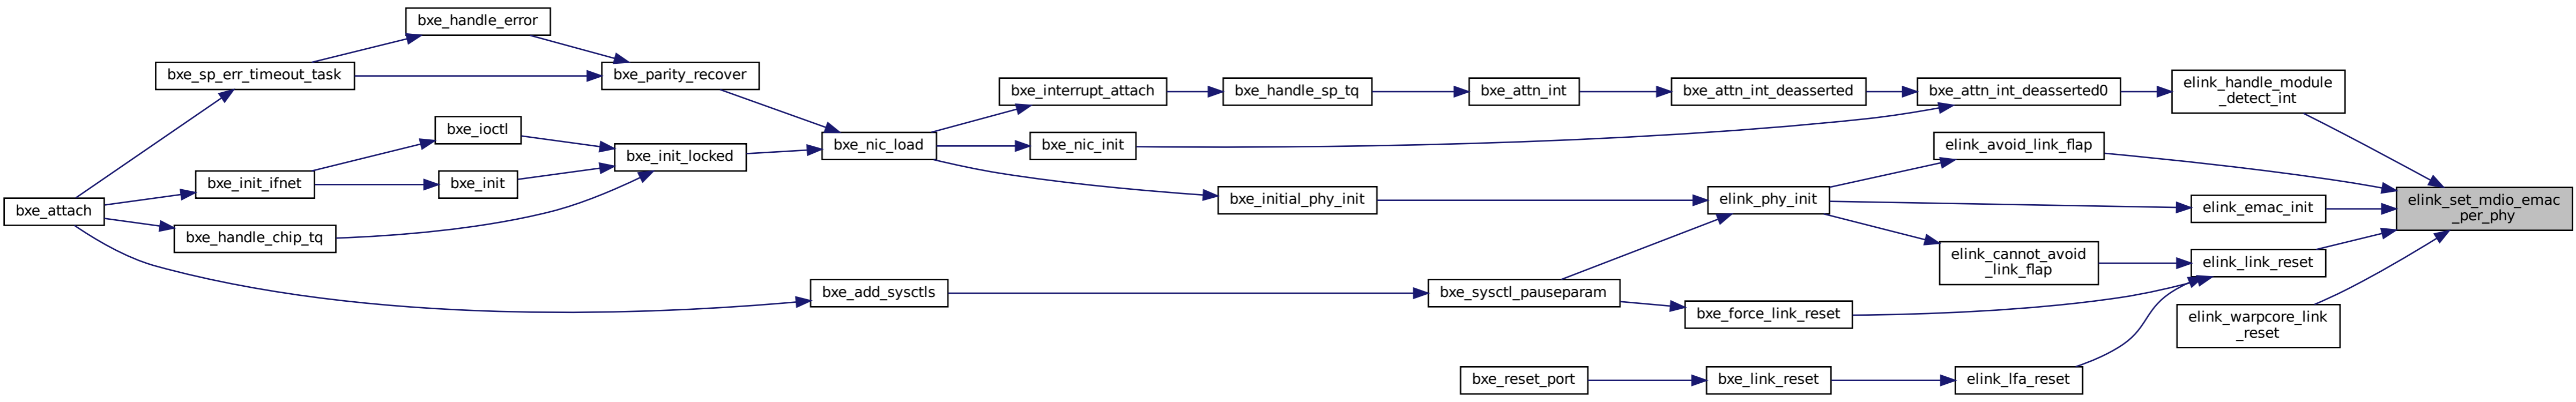 bxe_handle_error
bxe_sp_err_timeout_task
bxe_parity_recover
bxe_interrupt_attach
bxe_handle_sp_tq
bxe_attn_int
bxe_attn_int_deasserted
bxe_attn_int_deasserted0
elink_handle_module
_detect_int
bxe_ioctl
bxe_init_locked
bxe_nic_load
bxe_nic_init
elink_avoid_link_flap
bxe_init_ifnet
bxe_init
bxe_initial_phy_init
elink_phy_init
elink_emac_init
elink_set_mdio_emac
_per_phy
bxe_attach
bxe_handle_chip_tq
elink_cannot_avoid
_link_flap
elink_link_reset
bxe_add_sysctls
bxe_sysctl_pauseparam
bxe_force_link_reset
elink_warpcore_link
_reset
bxe_reset_port
bxe_link_reset
elink_lfa_reset